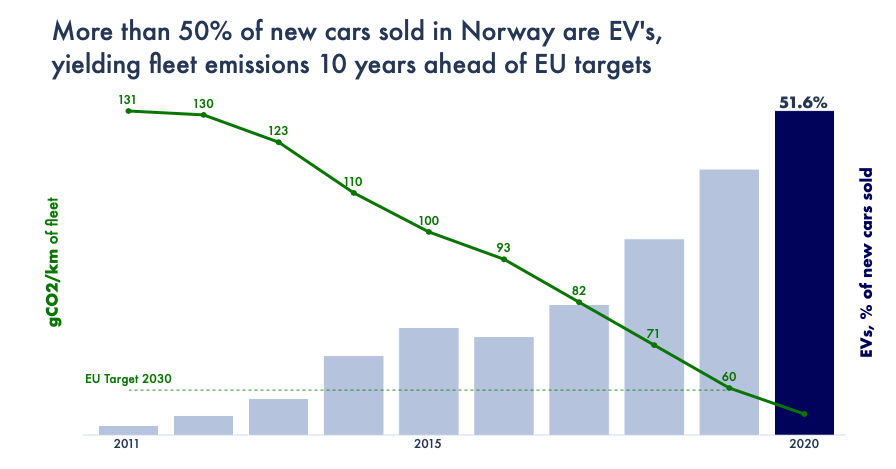 More than 50% of new cars sold in Norway are EV's,
yielding fleet emissions 10 years ahead of EU targets
131
130
123
110
100
93
82
71
60
51.6%
gCO2/km of fleet
EVs, % of new cars sold
EU Target 2030
2011
2015
2020